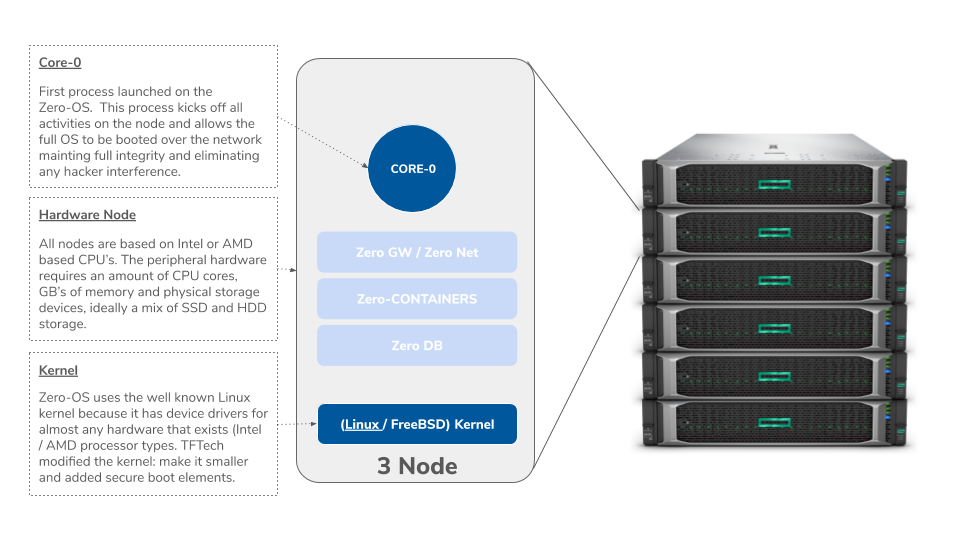 Core-0
First process launched on the
Zero-OS. This process kicks off all
activities on the node and allows the
full OS to be booted over the network
mainting full integrity and eliminating
any hacker interference.
Hardware Node
All nodes are based on Intel or AMD
based CPU's. The peripheral hardware
requires an amount of CPU cores,
GB's of memory and physical storage
devices, ideally a mix of SSD and HDD
storage.
Kernel
Zero-OS uses the well known Linux
kernel because it has device drivers for
almost any hardware that exists (Intel
/ AMD processor types. TFTech
modified the kernel: make it smaller
and added secure boot elements.
CORE-0
Zero GW / Zero Net
Zero-CONTAINERS
Zero DB
(Linux / FreeBSD) Kernel
3 Node